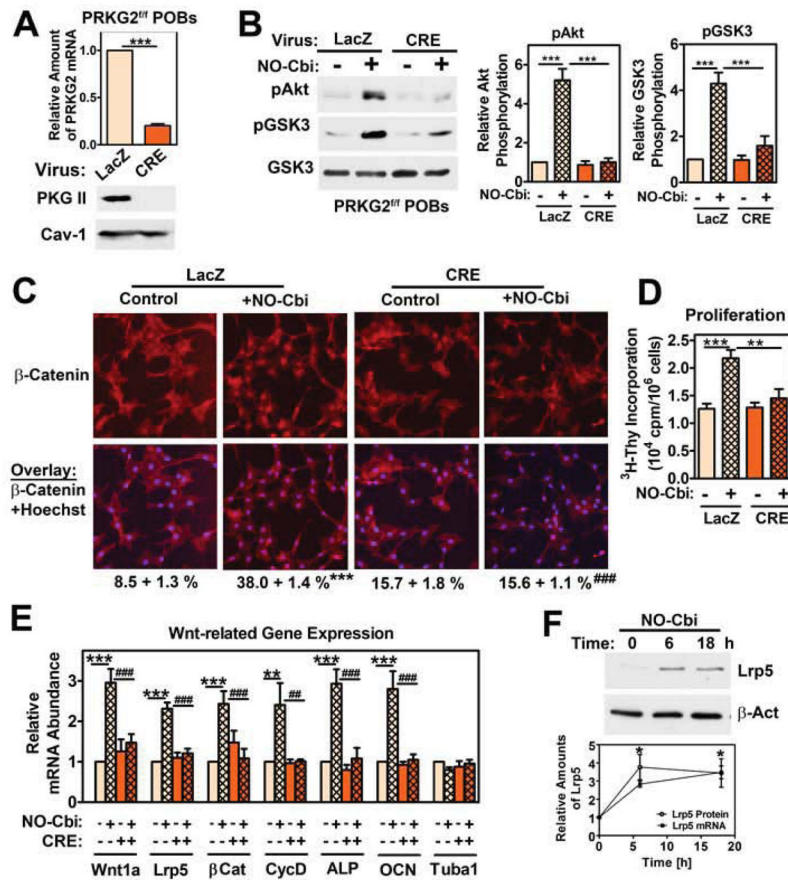 A
PRKG2f/f POBs
Relative Amount of PRKG2 mRNA
***
1.0
0.8
0.6
0.4
0.2
0.0
LacZ CRE
Virus:
PKG II
Cav-1
B
Virus: LacZ CRE
NO-Cbi - + - +
pAkt
pGSK3
GSK3
PRKG2f/f POBs
pAkt
Relative Akt Phosphorylation
*** ***
6
4
2
0
NO-Cbi: - + - +
LacZ CRE
pGSK3
Relative GSK3 Phosphorylation
*** ***
6
4
2
0
NO-Cbi: - + - +
LacZ CRE
C
LacZ CRE
Control +NO-Cbi Control +NO-Cbi
β-Catenin
Overlay:
β-Catenin
+Hoechst
8.5 + 1.3 % 38.0 + 1.4 %*** 15.7 + 1.8 % 15.6 + 1.1 %###
D
Proliferation
3H-Thy Incorporation (104 cpm/106 cells)
*** **
2.5
2.0
1.5
1.0
0.5
0.0
NO-Cbi: - + - +
LacZ CRE
E
Wnt-related Gene Expression
Relative mRNA Abundance
*** ### *** ### *** ### ** ## *** ### *** ###
3
2
1
0
NO-Cbi: - + - + - + - + - + - + - + - + - + - + - + - + - + - +
CRE: - - + + - - + + - - + + - - + + - - + + - - + + - - + +
Wnt1a Lrp5 βCat CycD ALP OCN Tuba1
F
NO-Cbi
Time: 0 6 18 h
Lrp5
β-Act
Relative Amounts of Lrp5
* *
4
3
2
1
0
Lrp5 Protein
Lrp5 mRNA
0 5 10 15 20
Time [h]